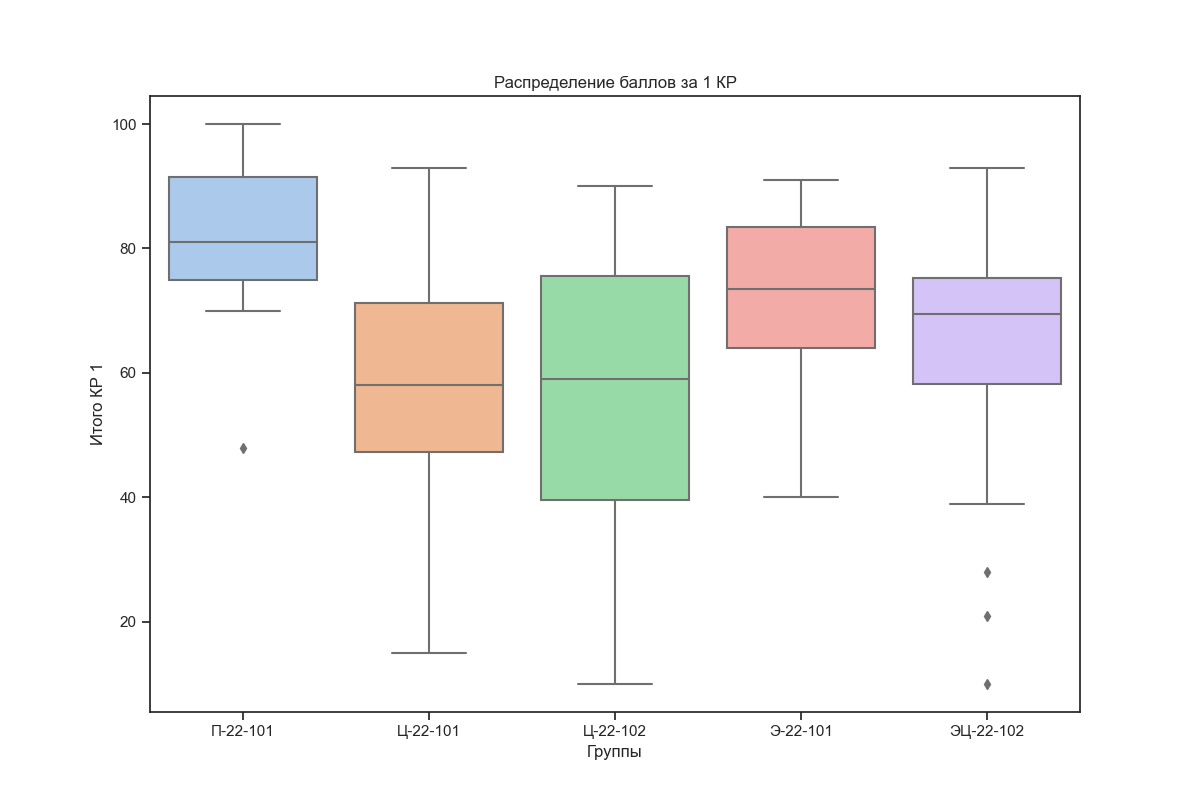 Распределение баллов за 1 КР
Итого КР 1
100
80
60
40
20
П-22-101
Ц-22-101
Ц-22-102
Э-22-101
ЭЦ-22-102
Группы